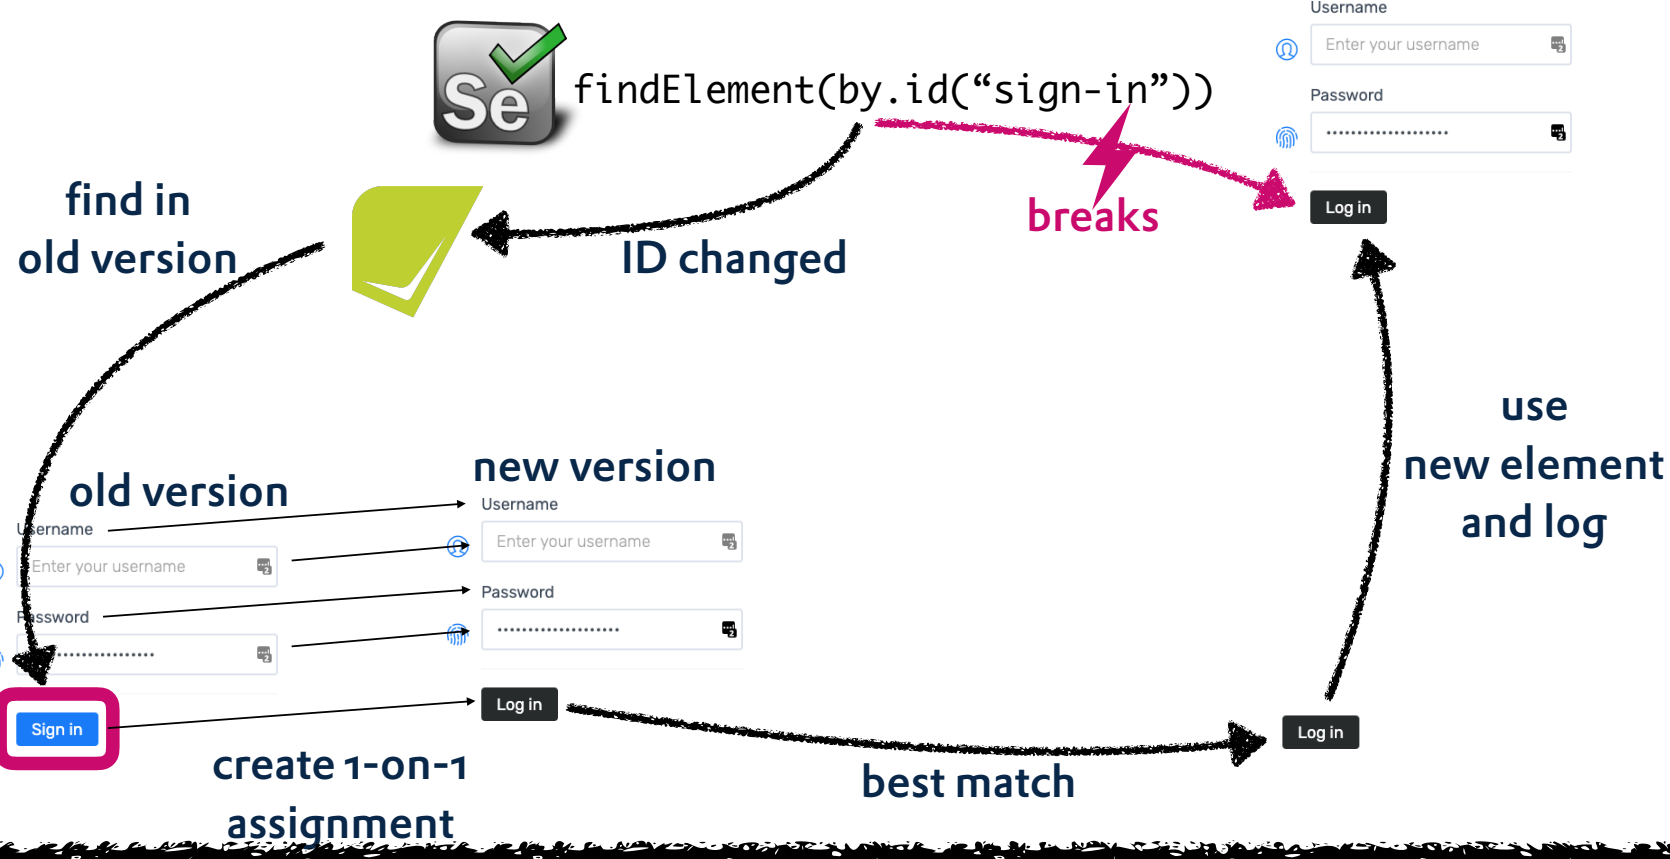 Se
findElement(by.id(“sign-in”))
Username
Enter your username
Password
••••••••••••••••••••
Log in
breaks
ID changed
find in
old version
old version
Username
Enter your username
Password
Sign in
new version
Username
Enter your username
Password
••••••••••••••••••••
Log in
create 1-on-1
assignment
best match
Log in
use
new element
and log